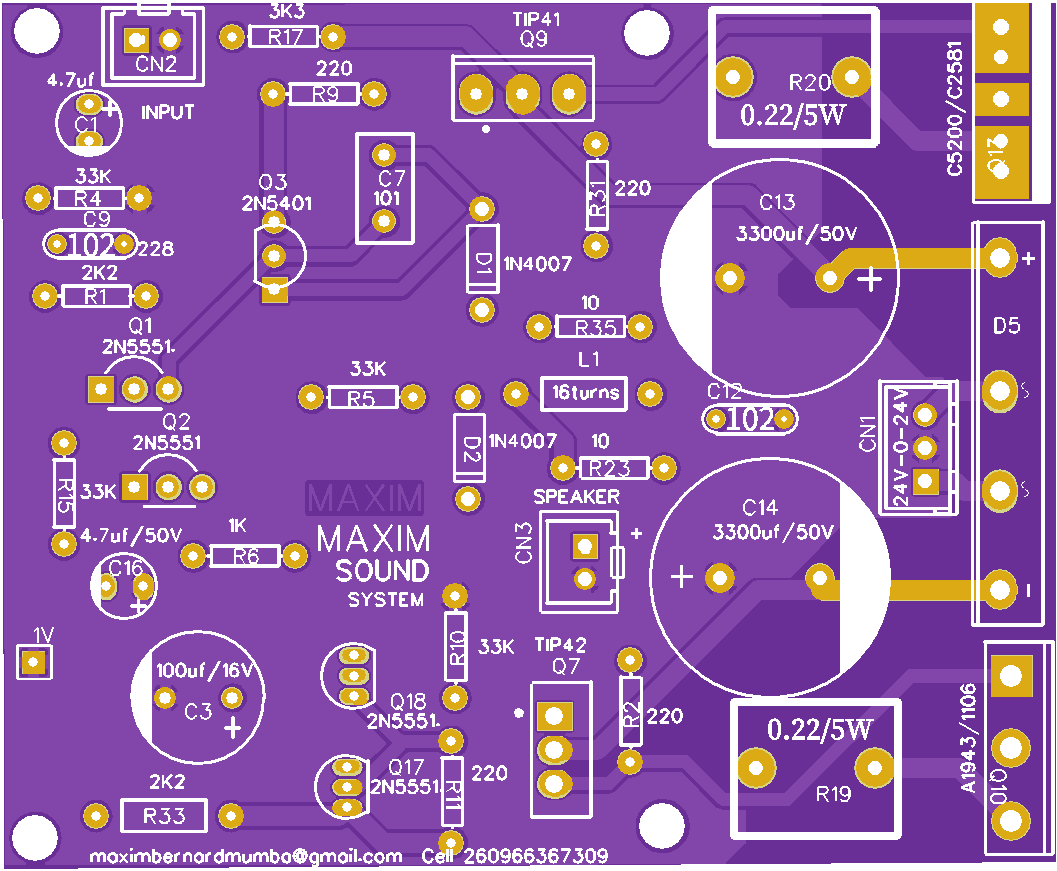 3K3
R17
CN2
INPUT
4.7uf
+
C1
220
R9
TIP41
Q9
R20
0.22/5W
C5200/C2581
Q13
33K
R4
C9
102
228
2K2
R1
Q3
2N5401
C7
101
R31
220
C13
3300uf/50V
+
D1
1N4007
10
R35
L1
16turns
+
D5
-
Q1
2N5551.
33K
R5
C12
102
CN1
24V-0-24V
Q2
2N5551
D2
1N4007
10
R23
R15
33K
MAXIM
MAXIM
SOUND
SYSTEM
SPEAKER
CN3
+
C14
3300uf/50V
+
4.7uf/50V
C16
+
1K
R6
1V
100uf/16V
C3
+
R10
33K
TIP42
Q7
Q18
2N5551.
R2
220
0.22/5W
R19
A1943/1106
Q10
Q17
2N5551.
R11
220
2K2
R33
maximbernardmumba@gmail.com Cell 260966367309